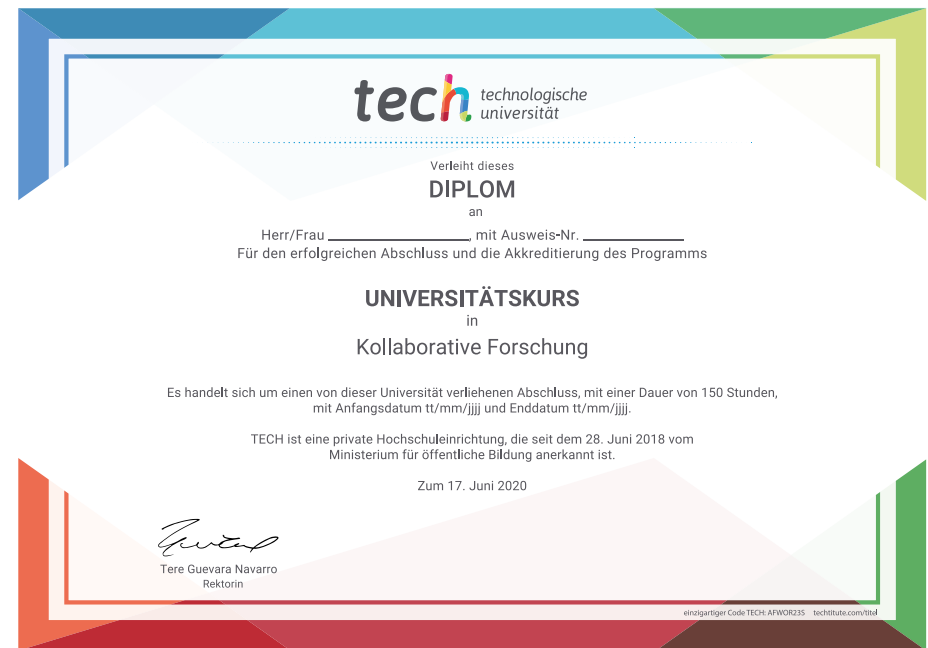 tech technologische
universität
Verleiht dieses
DIPLOM
an
Herr/Frau ____________, mit Ausweis-Nr. ____________
Für den erfolgreichen Abschluss und die Akkreditierung des Programms
UNIVERSITÄTSKURS
in
Kollaborative Forschung
Es handelt sich um einen von dieser Universität verliehenen Abschluss, mit einer Dauer von 150 Stunden,
mit Anfangsdatum tt/mm/jjjj und Enddatum tt/mm/jjjj.
TECH ist eine private Hochschuleinrichtung, die seit dem 28. Juni 2018 vom
Ministerium für öffentliche Bildung anerkannt ist.
Zum 17. Juni 2020
Tere Guevara Navarro
Rektorin
einzigartiger Code TECH: AFWOR23S techtitute.com/titel